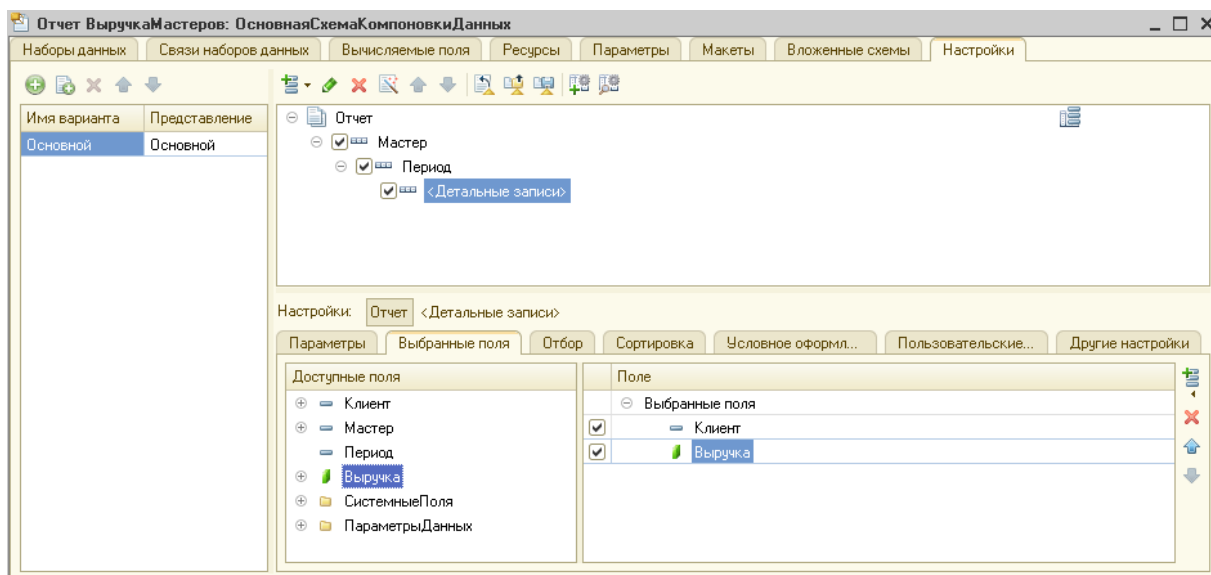 Отчет ВыручкаМастеров: ОсновнаяСхемаКомпоновкиДанных
Наборы данных Связи наборов данных Вычисляемые поля Ресурсы Параметры Макеты Вложенные схемы Настройки
Имя варианта Представление
Основной Основной
Отчет
Мастер
Период
<Детальные записи>
Настройки: Отчет <Детальные записи>
Параметры Выбранные поля Отбор Сортировка Условное оформл... Пользовательские... Другие настройки
Доступные поля
Клиент
Мастер
Период
Выручка
СистемныеПоля
ПараметрыДанных
Поле
Выбранные поля
Клиент
Выручка